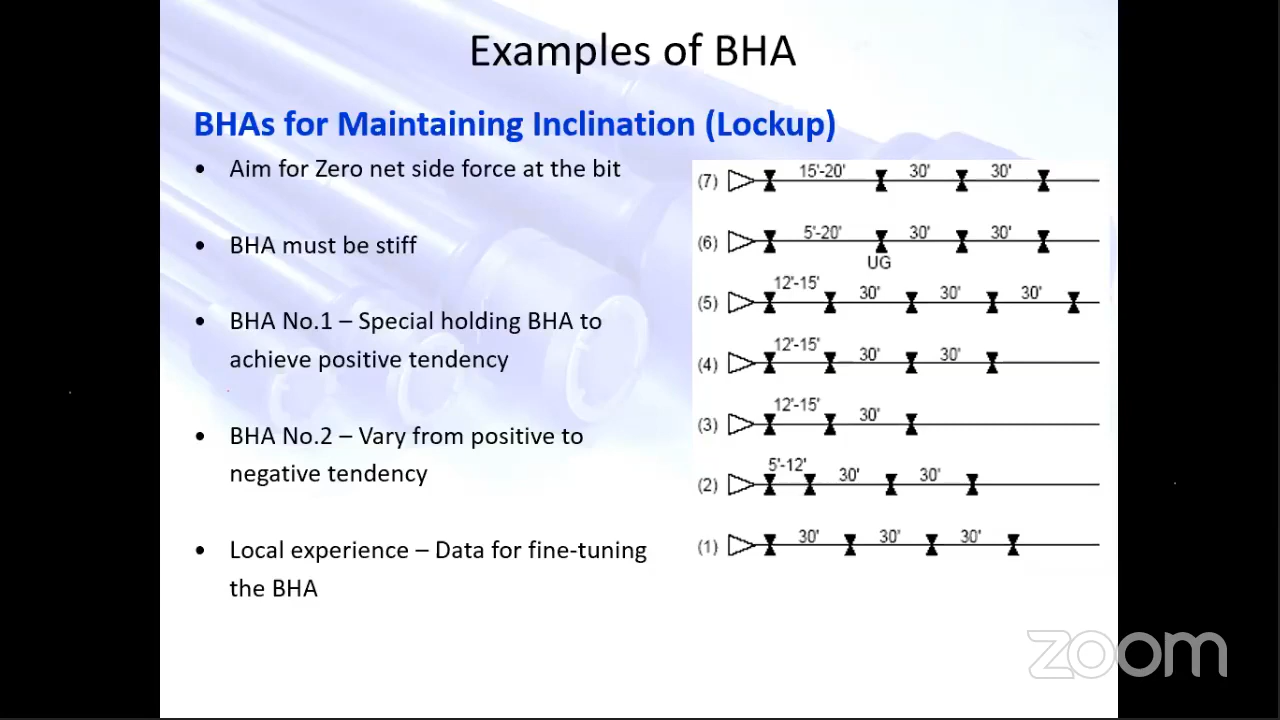 Examples of BHA
BHAs for Maintaining Inclination (Lockup)
• Aim for Zero net side force at the bit
• BHA must be stiff
• BHA No.1 – Special holding BHA to
achieve positive tendency
• BHA No.2 – Vary from positive to
negative tendency
• Local experience – Data for fine-tuning
the BHA
(7) 15'-20' 30' 30'
(6) 5'-20' 30' 30'
UG
(5) 12'-15' 30' 30' 30'
(4) 12'-15' 30' 30'
(3) 12'-15' 30'
(2) 5'-12' 30' 30'
(1) 30' 30' 30'
zoom